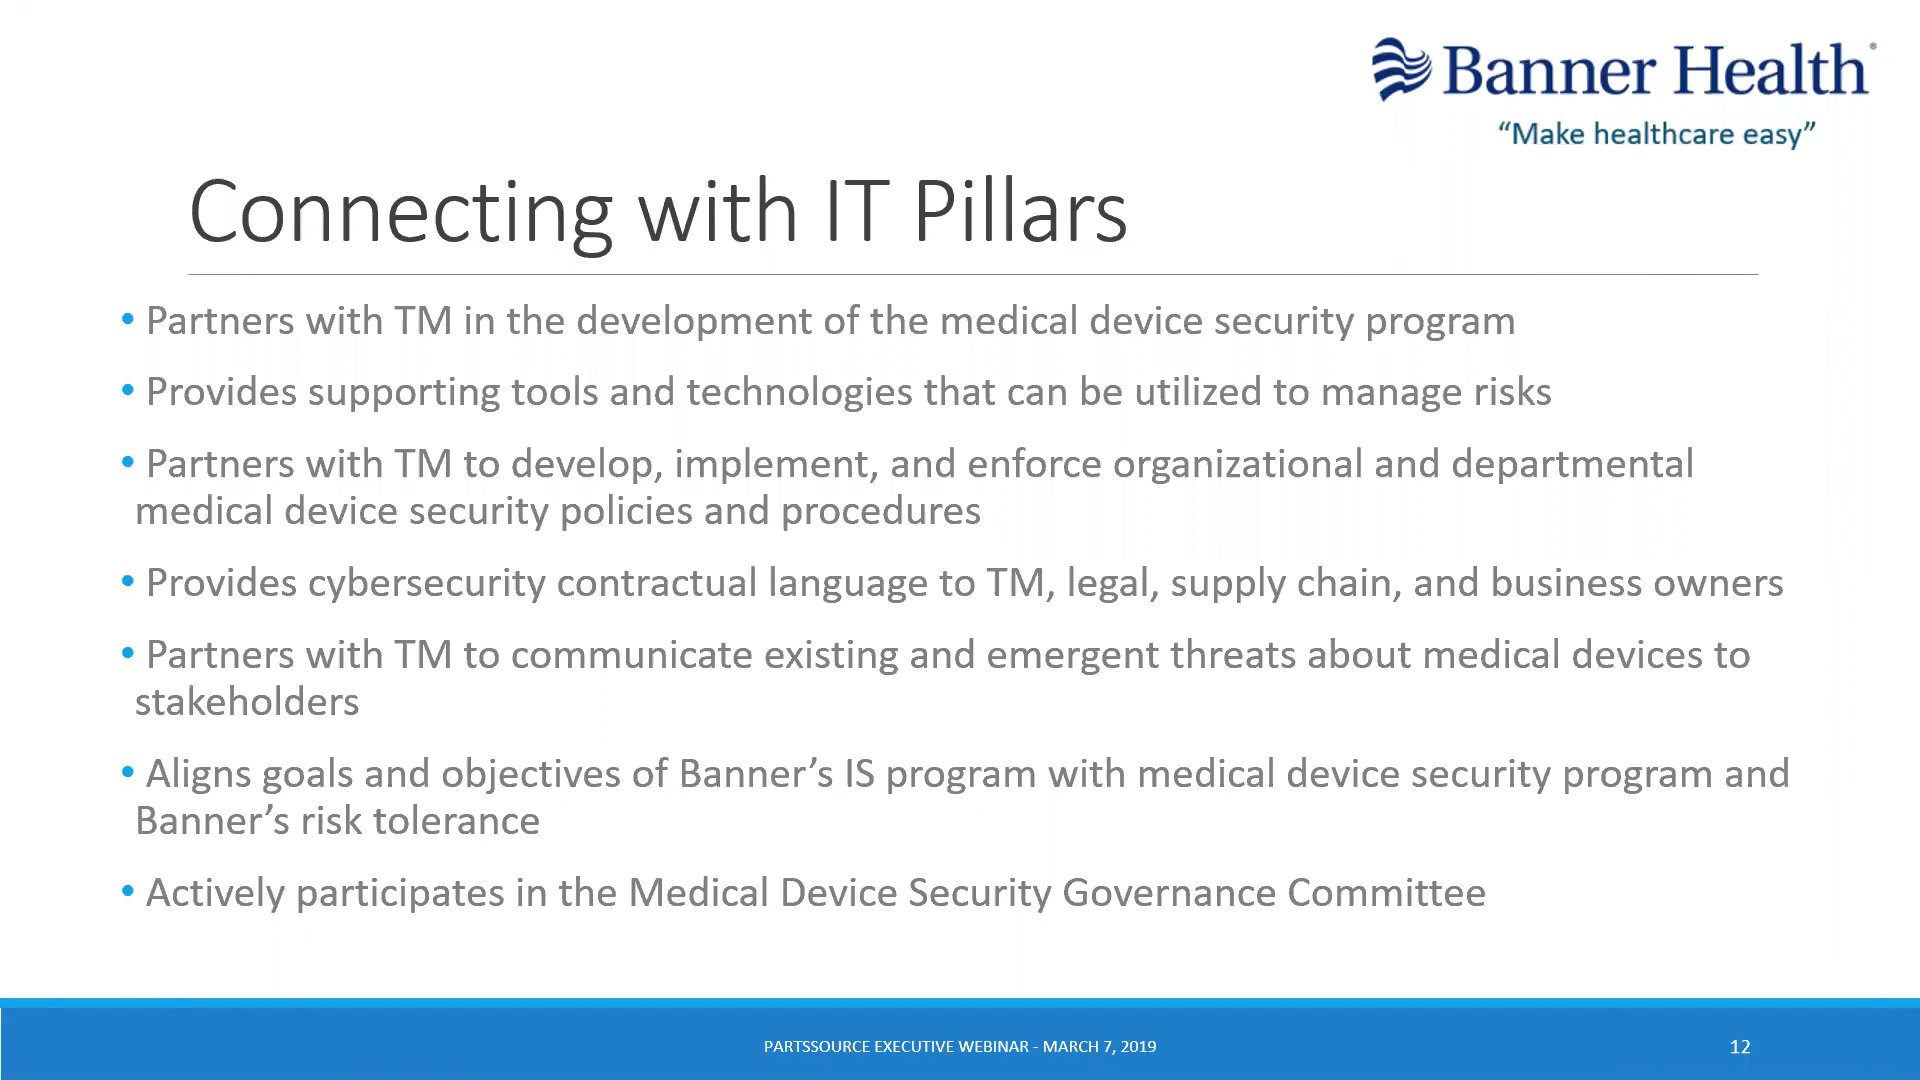 Banner Health®
“Make healthcare easy”
Connecting with IT Pillars
• Partners with TM in the development of the medical device security program
• Provides supporting tools and technologies that can be utilized to manage risks
• Partners with TM to develop, implement, and enforce organizational and departmental
medical device security policies and procedures
• Provides cybersecurity contractual language to TM, legal, supply chain, and business owners
• Partners with TM to communicate existing and emergent threats about medical devices to
stakeholders
• Aligns goals and objectives of Banner’s IS program with medical device security program and
Banner’s risk tolerance
• Actively participates in the Medical Device Security Governance Committee
PARTSSOURCE EXECUTIVE WEBINAR - MARCH 7, 2019
12